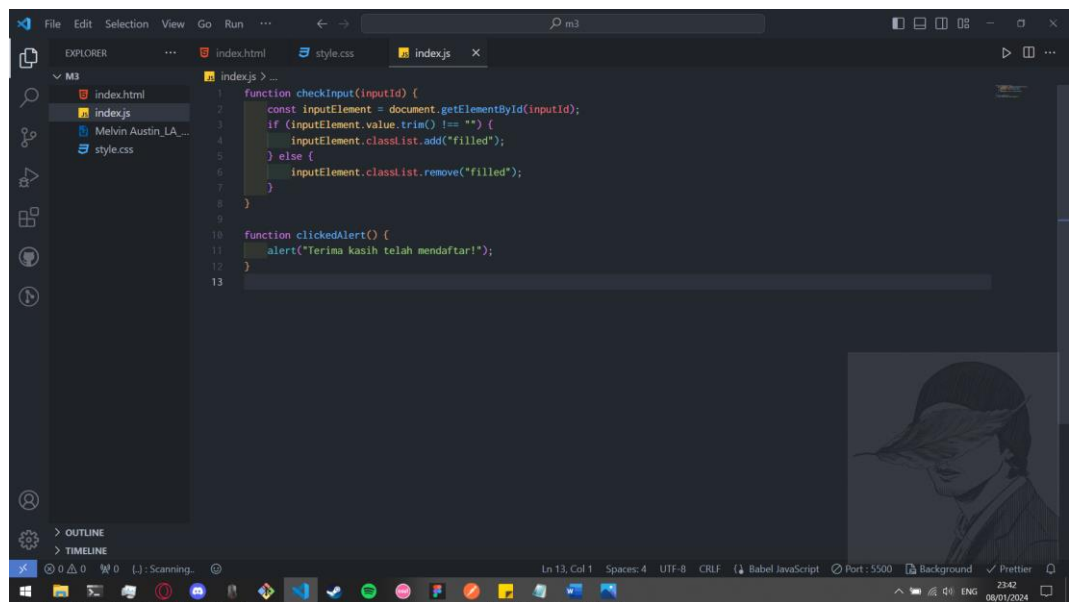 File Edit Selection View Go Run ··· m3
EXPLORER ··· index.html style.css index.js
M3
index.html
index.js
Melvin Austin_LA_...
style.css
index.js > ...
1 function checkInput(inputId) {
2 const inputElement = document.getElementById(inputId);
3 if (inputElement.value.trim() !== "") {
4 inputElement.classList.add("filled");
5 } else {
6 inputElement.classList.remove("filled");
7 }
8 }
9
10 function clickedAlert() {
11 alert("Terima kasih telah mendaftar!");
12 }
13
OUTLINE
TIMELINE
0 0 0 {..} : Scanning.. Ln 13, Col 1 Spaces: 4 UTF-8 CRLF Babel JavaScript Port : 5500 Background Prettier
ENG 23:42
08/01/2024